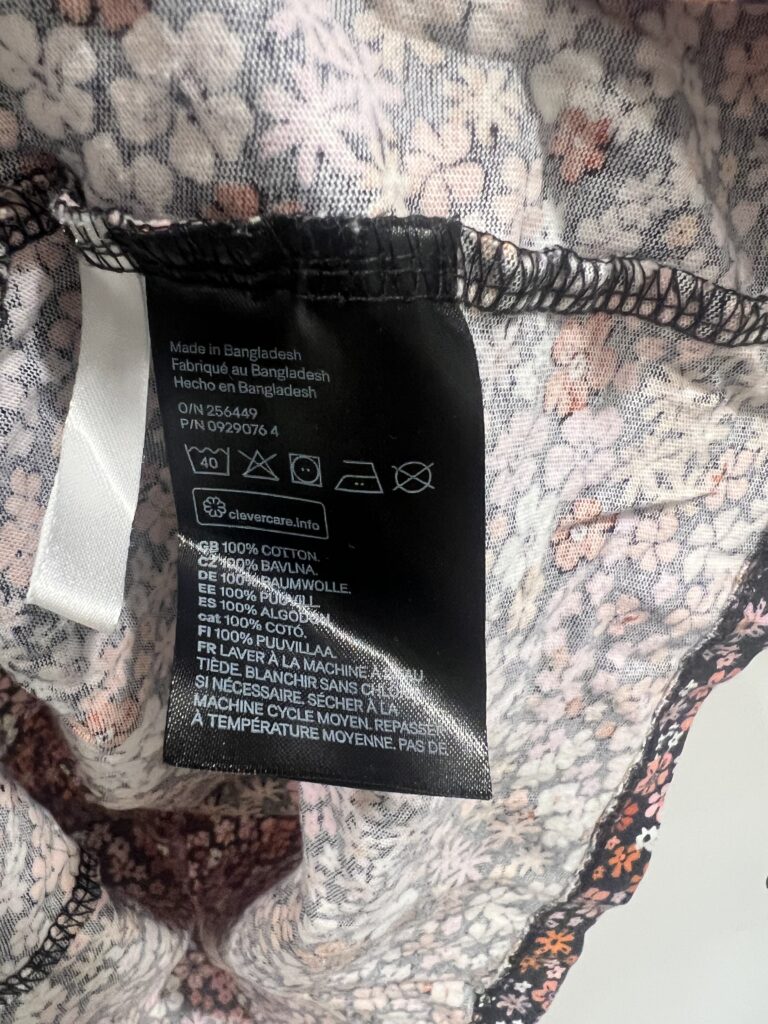 Made in Bangladesh
Fabriqué au Bangladesh
Hecho en Bangladesh
O/N 256449
P/N 0929076 4
40
clevercare.info
GB 100% COTTON.
CZ 100% BAVLNA.
DE 100% BAUMWOLLE.
EE 100% PUUVILL.
ES 100% ALGODÓN.
cat 100% COTÓ.
FI 100% PUUVILLAA.
FR LAVER À LA MACHINE À
TIÈDE. BLANCHIR SANS
SI NÉCESSAIRE. SÉCHER À LA
MACHINE CYCLE MOYEN. REPASSER
À TEMPÉRATURE MOYENNE. PAS DE